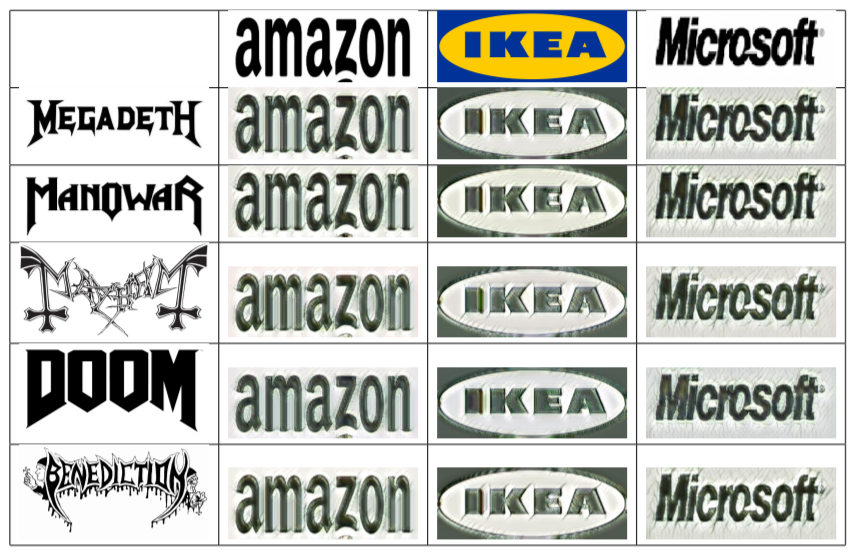 amazon IKEA Microsoft®
MEGADETH amazon IKEA Microsoft
MANOWAR amazon IKEA Microsoft
MAYHEM amazon IKEA Microsoft
DOOM amazon IKEA Microsoft
BENEDICTION amazon IKEA Microsoft